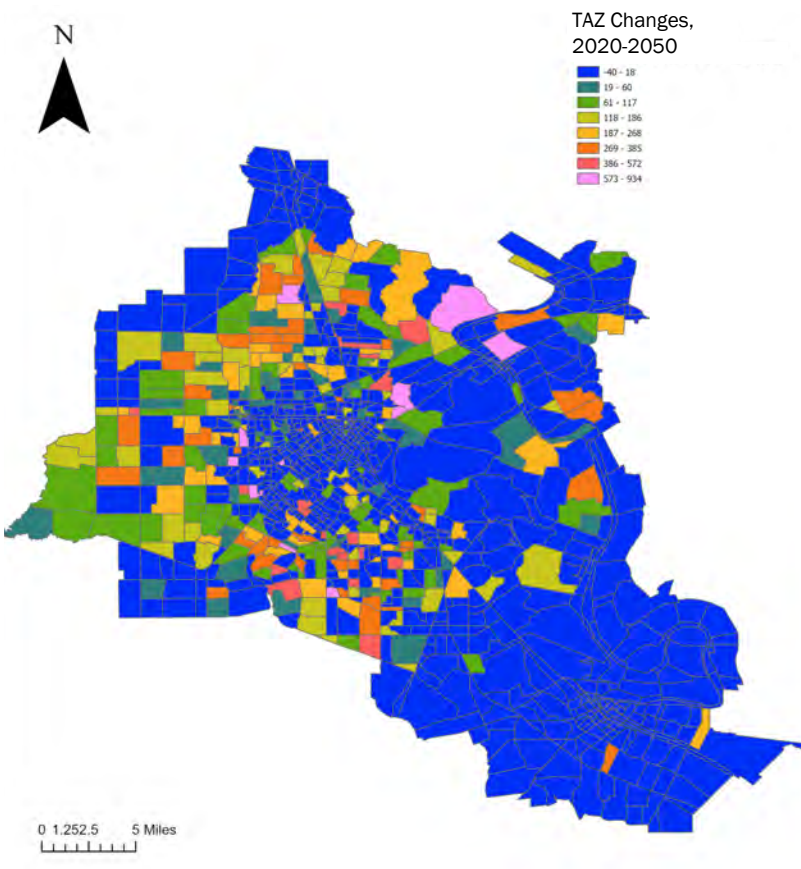 TAZ Changes,
2020-2050
N
-40 - 18
19 - 60
61 - 117
118 - 186
187 - 268
269 - 385
386 - 572
573 - 934
0 1.252.5 5 Miles